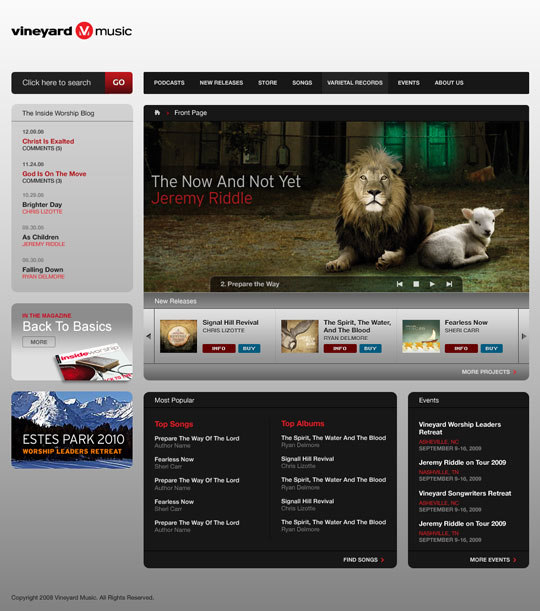 vineyard music
Click here to search GO
PODCASTS NEW RELEASES STORE SONGS VARIETAL RECORDS EVENTS ABOUT US
The Inside Worship Blog
12.09.08
Christ Is Exalted
COMMENTS (5)
11.24.08
God Is On The Move
COMMENTS (3)
10.29.08
Brighter Day
CHRIS LIZOTTE
09.30.08
As Children
JEREMY RIDDLE
09.30.08
Falling Down
RYAN DELMORE
IN THE MAGAZINE
Back To Basics
MORE
insideworship
ESTES PARK 2010
WORSHIP LEADERS RETREAT
Front Page
The Now And Not Yet
Jeremy Riddle
2. Prepare the Way
New Releases
Signal Hill Revival
CHRIS LIZOTTE
INFO BUY
The Spirit, The Water,
And The Blood
RYAN DELMORE
INFO BUY
Fearless Now
SHERI CARR
INFO BUY
MORE PROJECTS
Most Popular
Top Songs
Prepare The Way Of The Lord
Author Name
Fearless Now
Sheri Carr
Prepare The Way Of The Lord
Author Name
Fearless Now
Sheri Carr
Prepare The Way Of The Lord
Author Name
Top Albums
The Spirit, The Water And The Blood
Ryan Delmore
Signall Hill Revival
Chris Lizotte
The Spirit, The Water And The Blood
Ryan Delmore
Signall Hill Revival
Chris Lizotte
The Spirit, The Water And The Blood
Ryan Delmore
FIND SONGS
Events
Vineyard Worship Leaders
Retreat
ASHEVILLE, NC
SEPTEMBER 9-16, 2009
Jeremy Riddle on Tour 2009
NASHVILLE, TN
SEPTEMBER 9-16, 2009
Vineyard Songwriters Retreat
ASHEVILLE, NC
SEPTEMBER 9-16, 2009
Jeremy Riddle on Tour 2009
NASHVILLE, TN
SEPTEMBER 9-16, 2009
MORE EVENTS
Copyright 2008 Vineyard Music. All Rights Reserved.